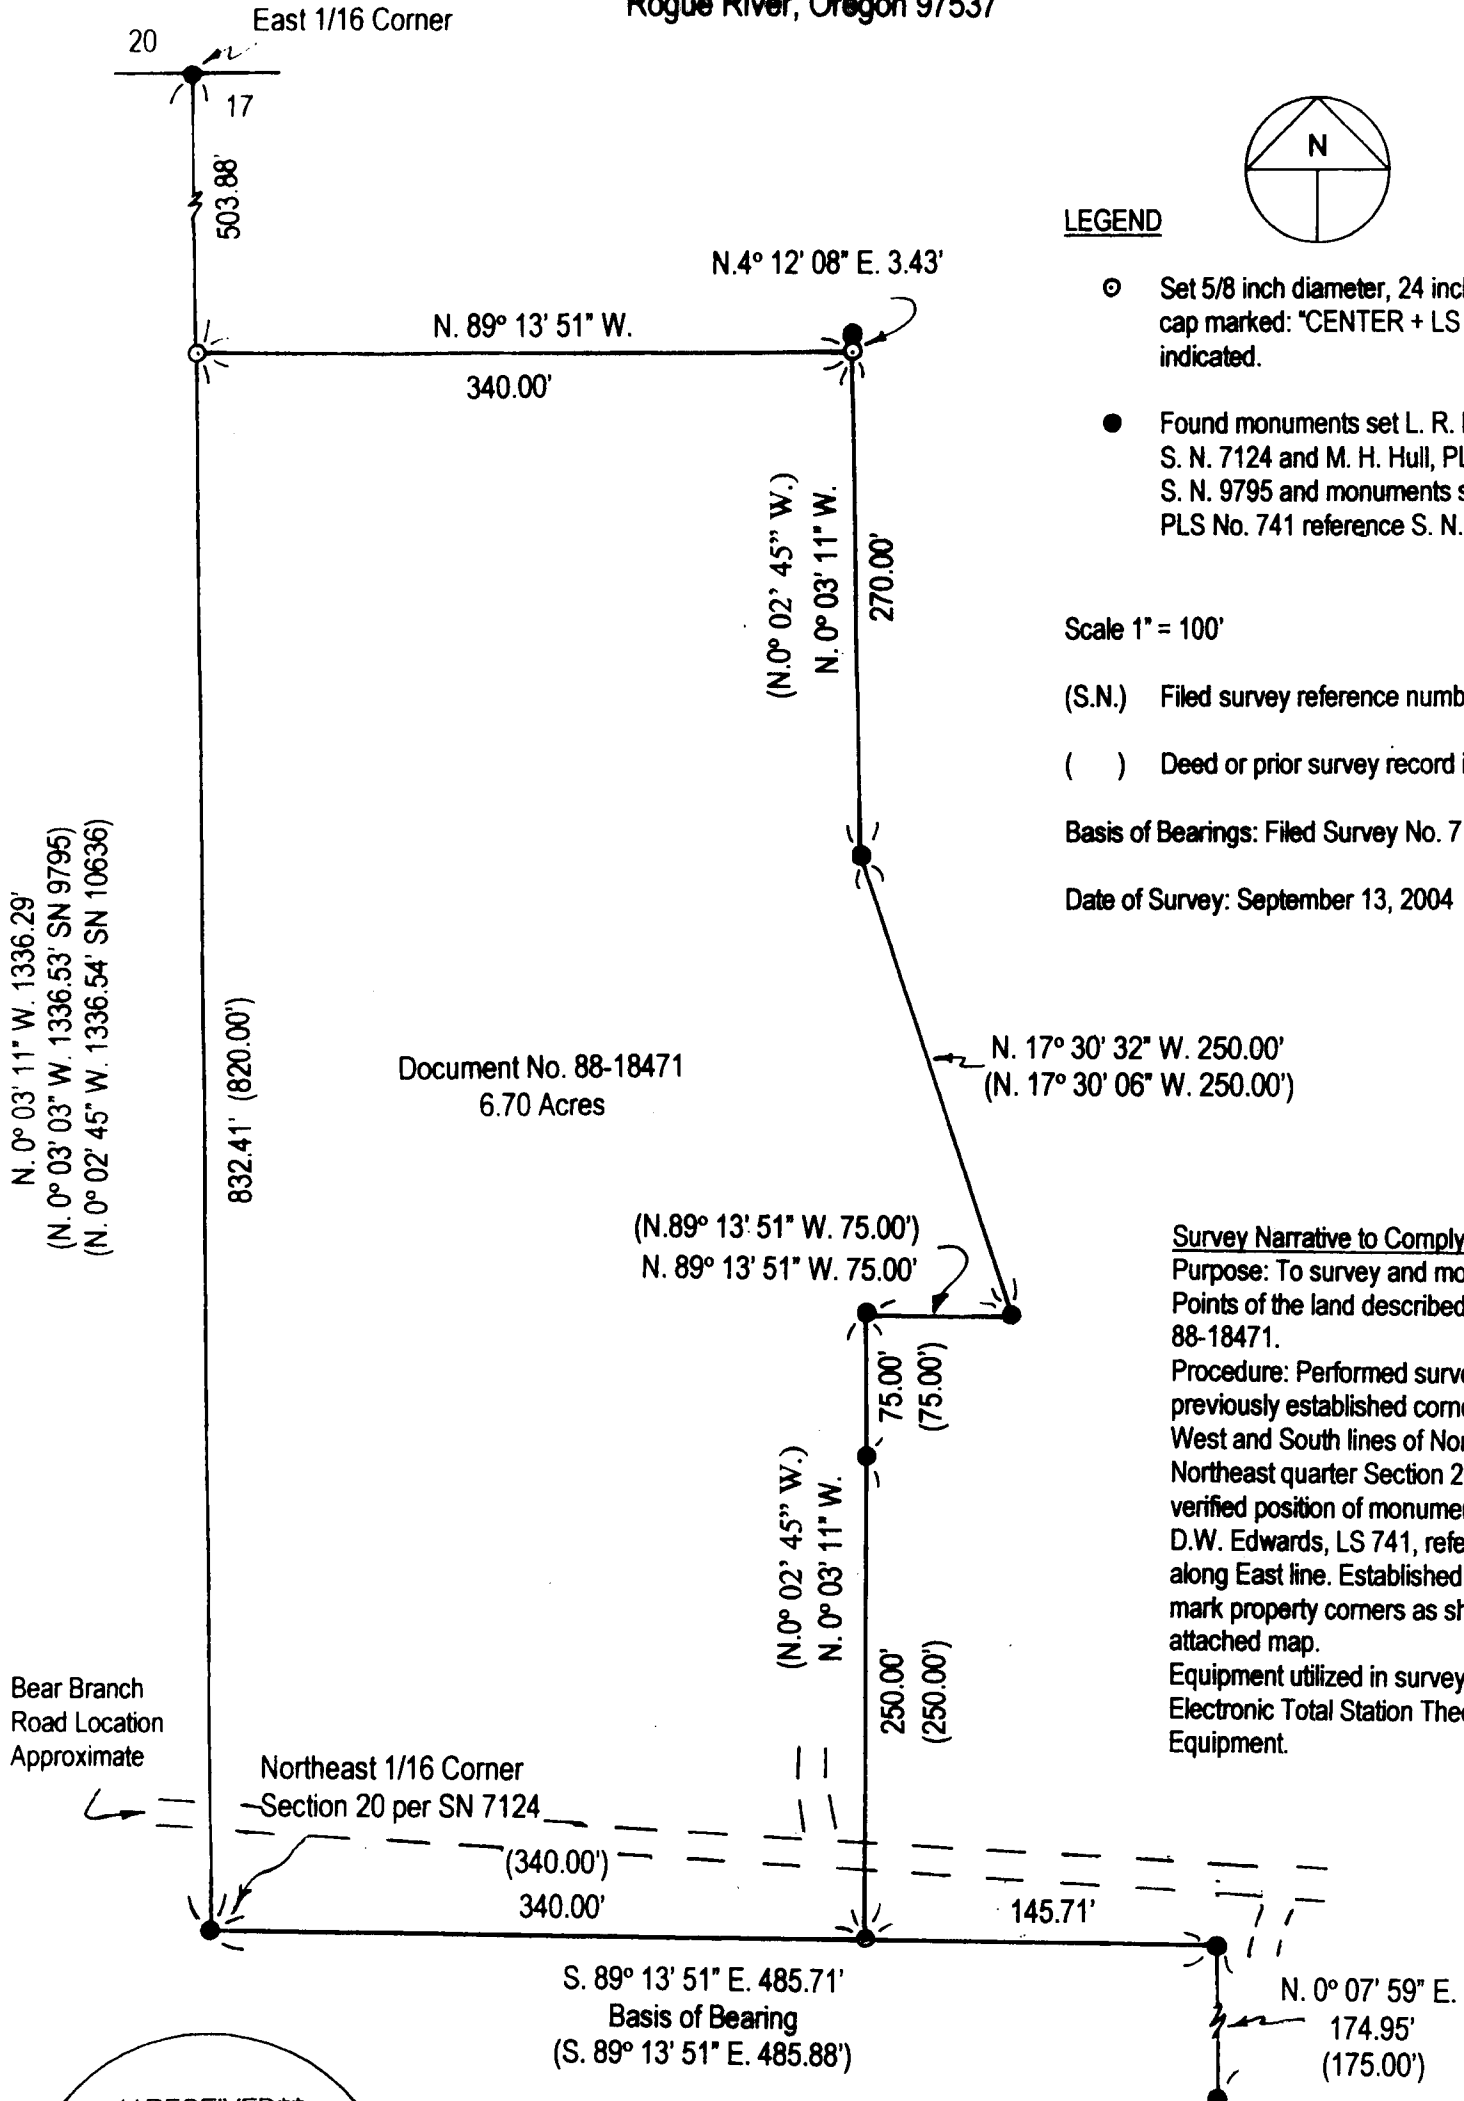 Rogue River, Oregon 97537
East 1/16 Corner
20
17
503.88'
N
LEGEND
N.4° 12' 08" E. 3.43'
Set 5/8 inch diameter, 24 inc
cap marked: "CENTER + LS
indicated.
N. 89° 13' 51" W.
340.00'
Found monuments set L. R.
S. N. 7124 and M. H. Hull, PL
S. N. 9795 and monuments s
PLS No. 741 reference S. N.
(N.0° 02' 45" W.)
N. 0° 03' 11" W.
270.00'
Scale 1" = 100'
(S.N.) Filed survey reference numb
( ) Deed or prior survey record i
Basis of Bearings: Filed Survey No. 7
Date of Survey: September 13, 2004
N. 0° 03' 11" W. 1336.29'
(N. 0° 03' 03" W. 1336.53' SN 9795)
(N. 0° 02' 45" W. 1336.54' SN 10636)
832.41' (820.00')
Document No. 88-18471
6.70 Acres
N. 17° 30' 32" W. 250.00'
(N. 17° 30' 06" W. 250.00')
(N.89° 13' 51" W. 75.00')
N. 89° 13' 51" W. 75.00'
75.00'
(75.00')
Survey Narrative to Comply
Purpose: To survey and mo
Points of the land described
88-18471.
Procedure: Performed surve
previously established corne
West and South lines of Nor
Northeast quarter Section 2
verified position of monume
D.W. Edwards, LS 741, refe
along East line. Established
mark property corners as sh
attached map.
Equipment utilized in survey
Electronic Total Station Theo
Equipment.
(N.0° 02' 45" W.)
N. 0° 03' 11" W.
250.00'
(250.00')
Bear Branch
Road Location
Approximate
Northeast 1/16 Corner
Section 20 per SN 7124
(340.00')
340.00'
145.71'
S. 89° 13' 51" E. 485.71'
Basis of Bearing
(S. 89° 13' 51" E. 485.88')
N. 0° 07' 59" E.
174.95'
(175.00')